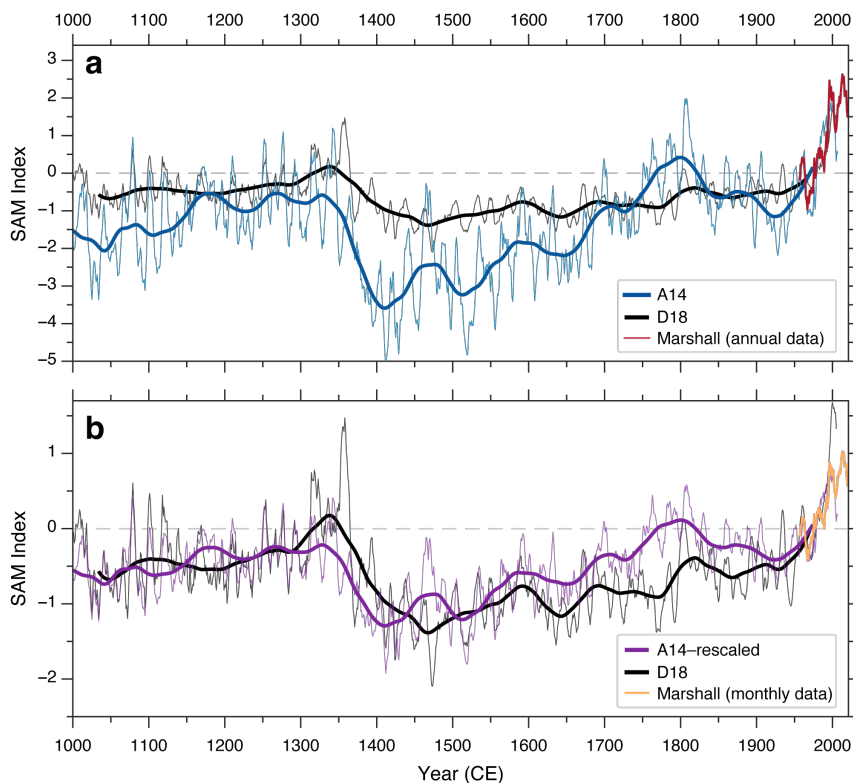 1000 1100 1200 1300 1400 1500 1600 1700 1800 1900 2000
a
3
2
1
0
−1
−2
−3
−4
−5
SAM Index
A14
D18
Marshall (annual data)
b
1
0
−1
−2
SAM Index
A14−rescaled
D18
Marshall (monthly data)
1000 1100 1200 1300 1400 1500 1600 1700 1800 1900 2000
Year (CE)